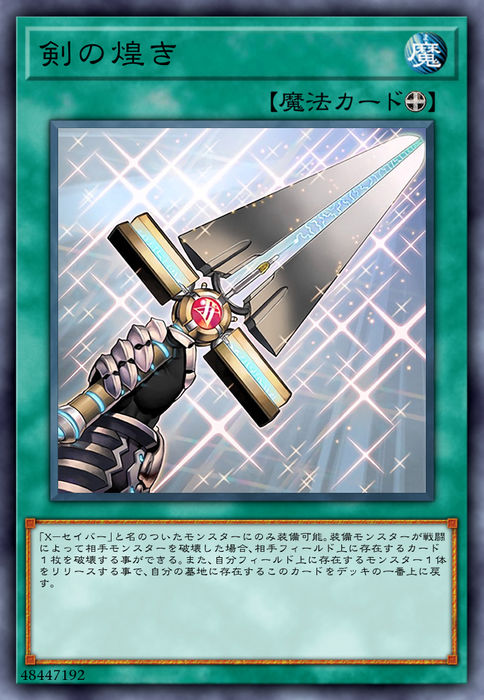 剣の煌き
魔
【魔法カード】
「X－セイバー」と名のついたモンスターにのみ装備可能。装備モンスターが戦闘
によって相手モンスターを破壊した場合、相手フィールド上に存在するカード
１枚を破壊する事ができる。また、自分フィールド上に存在するモンスター１体
をリリースする事で、自分の墓地に存在するこのカードをデッキの一番上に戻
す。
48447192